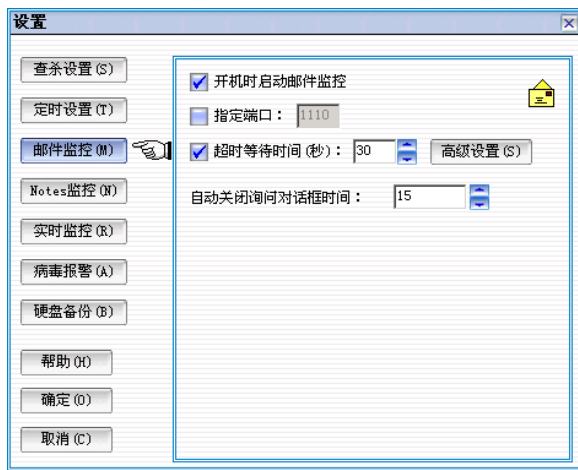 设置
查杀设置(S)
定时设置(T)
邮件监控(M)
Notes监控(N)
实时监控(R)
病毒报警(A)
硬盘备份(B)
帮助(H)
确定(O)
取消(C)
开机时启动邮件监控
指定端口： 1110
超时等待时间(秒)： 30 高级设置(S)
自动关闭询问对话框时间： 15